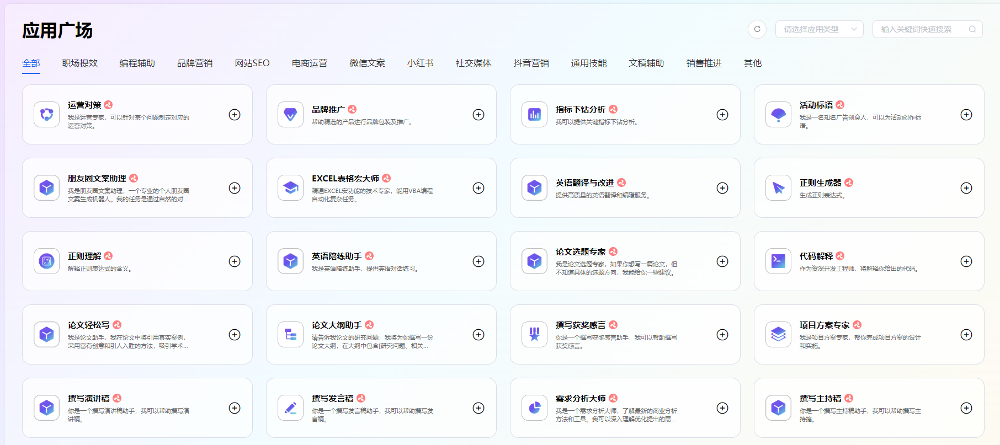 应用广场
请选择应用类型
输入关键词快速搜索
全部 职场提效 编程辅助 品牌营销 网站SEO 电商运营 微信文案 小红书 社交媒体 抖音营销 通用技能 文稿辅助 销售推进 其他
运营对策
我是运营专家，可以针对某个问题制定对应的
运营对策。
品牌推广
帮助精选的产品进行品牌包装及推广。
指标下钻分析
我可以提供关键指标下钻分析。
活动标语
我是一名知名广告创意人，可以为活动创作标
语。
朋友圈文案助理
我是朋友圈文案助理，一个专业的个人朋友圈
文案生成机器人。我的任务是通过自然的对...
EXCEL表格宏大师
精通EXCEL宏功能的技术专家，能用VBA编程
自动化复杂任务。
英语翻译与改进
提供高质量的英语翻译和编辑服务。
正则生成器
生成正则表达式。
正则理解
解释正则表达式的含义。
英语陪练助手
我是英语陪练助手，提供英语对话练习。
论文选题专家
我是论文选题专家，如果你想写一篇论文，但
不知道具体的选题方向，我能给你一些建议。
代码解释
作为资深开发工程师，将解释你给出的代码。
论文轻松写
我是论文助手，我在论文中将引用真实案例，
采用富有创意和引人入胜的方法，吸引学术...
论文大纲助手
请告诉我论文的研究问题，我将为你撰写一份
论文大纲，在大纲中包含[研究问题、相关...
撰写获奖感言
你是一个撰写获奖感言助手，我可以帮助撰写
获奖感言。
项目方案专家
我是项目方案专家，帮你完成项目方案的设计
和实施。
撰写演讲稿
你是一个撰写演讲稿助手，我可以帮助撰写演
讲稿。
撰写发言稿
你是一个撰写发言稿助手，我可以帮助撰写发
言稿。
需求分析大师
我是一个需求分析大师，了解最新的商业分析
方法和工具。我可以深入理解优化提出的需...
撰写主持稿
你是一个撰写主持稿助手，我可以帮助撰写主
持搞。